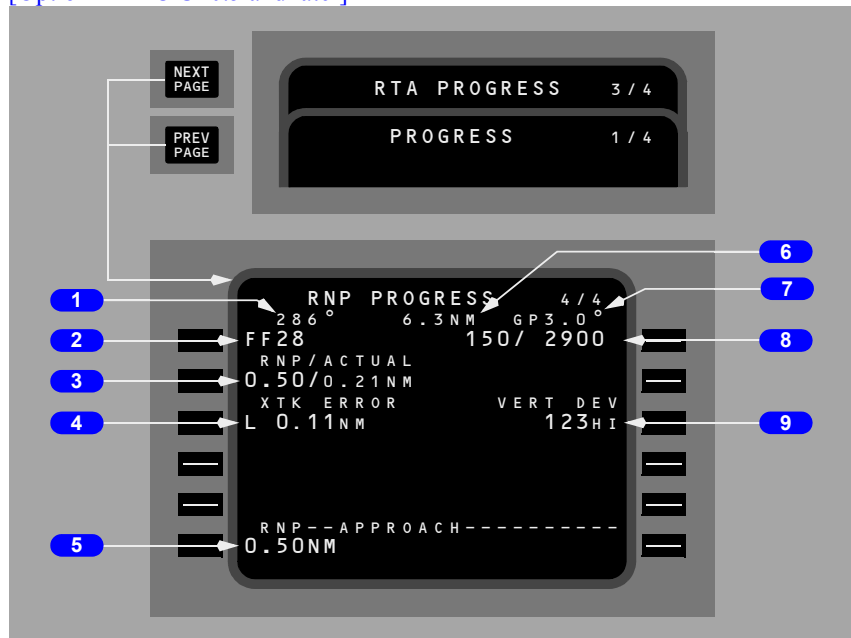 NEXT
PAGE
RTA PROGRESS 3/4
PREV
PAGE
PROGRESS 1/4
6
1
RNP PROGRESS 4/4
7
286° 6.3NM GP3.0°
2
FF28 150/ 2900
8
RNP/ACTUAL
3
0.50/0.21NM
XTK ERROR VERT DEV
4
L 0.11NM 123HI
9
RNP--APPROACH----------
5
0.50NM